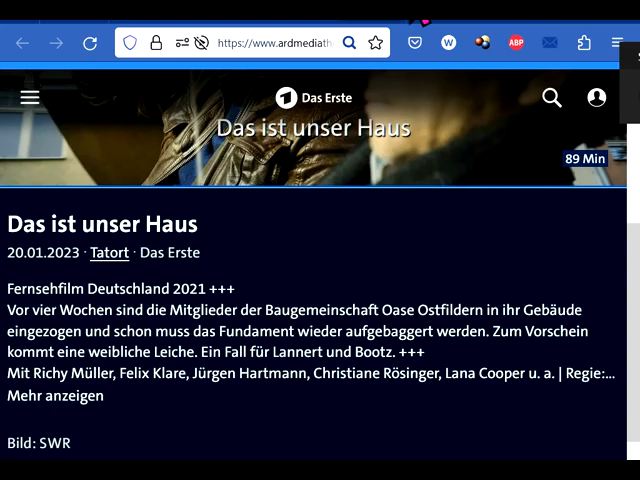 https://www.ardmediath
W
ABP
1 Das Erste
Das ist unser Haus
89 Min
Das ist unser Haus
20.01.2023 · Tatort · Das Erste
Fernsehfilm Deutschland 2021 +++
Vor vier Wochen sind die Mitglieder der Baugemeinschaft Oase Ostfildern in ihr Gebäude
eingezogen und schon muss das Fundament wieder aufgebaggert werden. Zum Vorschein
kommt eine weibliche Leiche. Ein Fall für Lannert und Bootz. +++
Mit Richy Müller, Felix Klare, Jürgen Hartmann, Christiane Rösinger, Lana Cooper u. a. | Regie:...
Mehr anzeigen
Bild: SWR